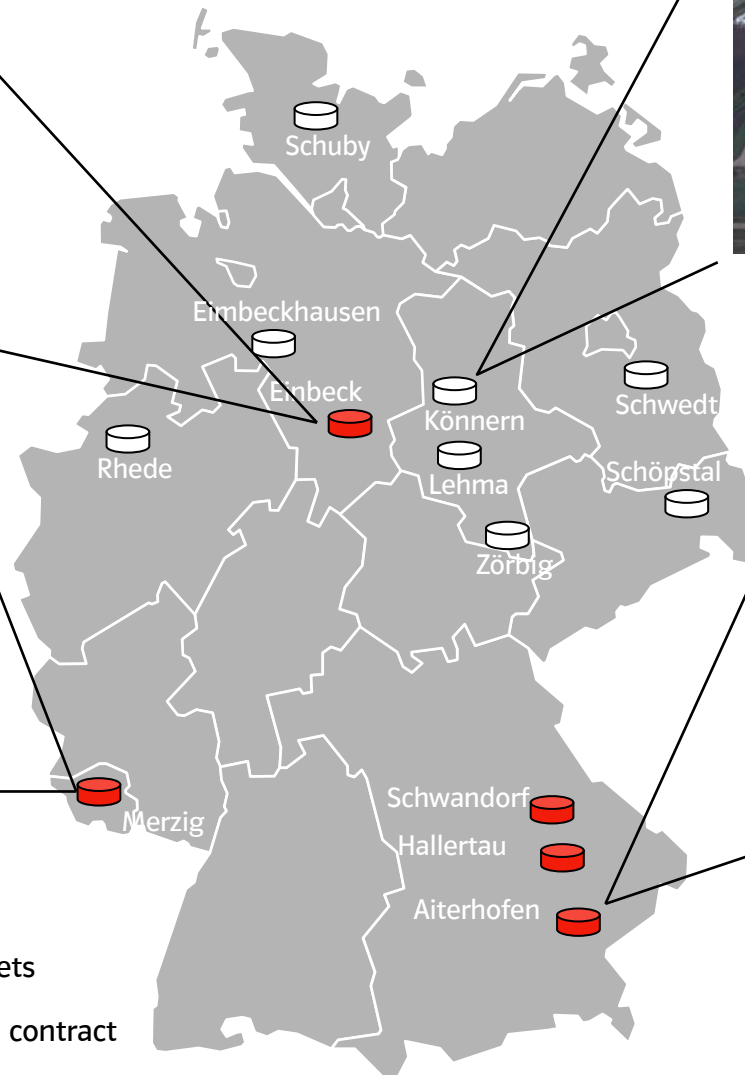 Schuby
Eimbeckhausen
Einbeck
Könnern
Schwedt
Rhede
Lehma
Schöpstal
Zörbig
Schwandorf
Merzig
Hallertau
Aiterhofen
ets
contract